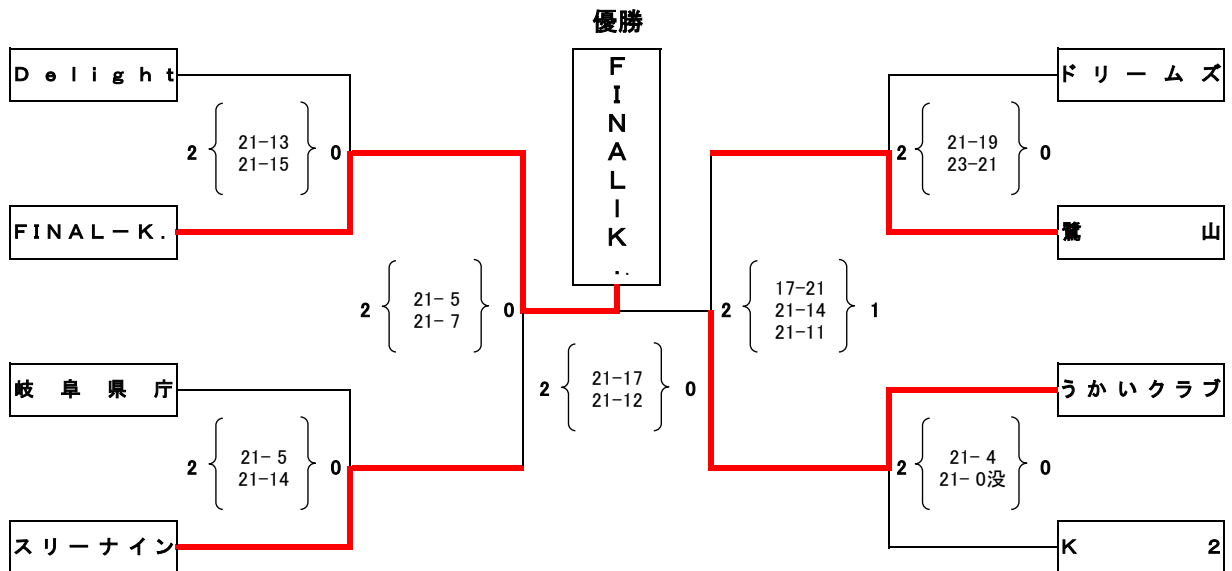 優勝
Delight
ドリームズ
FINALIK.
2 21-13 0
21-15
2 21-19 0
23-21
FINAL－K.
鷺山
2 21- 5 0
21- 7
2 17-21 1
21-14
21-11
岐阜県庁
うかいクラブ
2 21-17 0
21-12
2 21- 5 0
21-14
2 21- 4 0
21- 0没
スリーナイン
K2